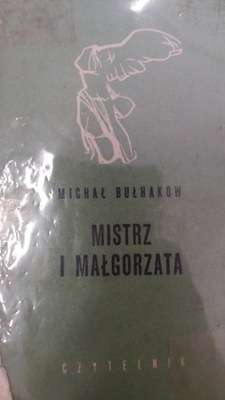 MICHAŁ BUŁHAKOW
MISTRZ
I MAŁGORZATA
CZYTELNIK